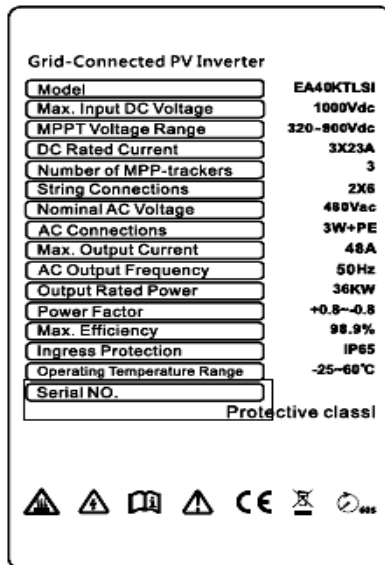 Grid-Connected PV Inverter
Model EA40KTLSI
Max. Input DC Voltage 1000Vdc
MPPT Voltage Range 320~900Vdc
DC Rated Current 3X23A
Number of MPP-trackers 3
String Connections 2X6
Nominal AC Voltage 480Vac
AC Connections 3W+PE
Max. Output Current 48A
AC Output Frequency 50Hz
Output Rated Power 36KW
Power Factor +0.8~-0.8
Max. Efficiency 98.9%
Ingress Protection IP65
Operating Temperature Range -25~60℃
Serial NO.
Protective classI
CE